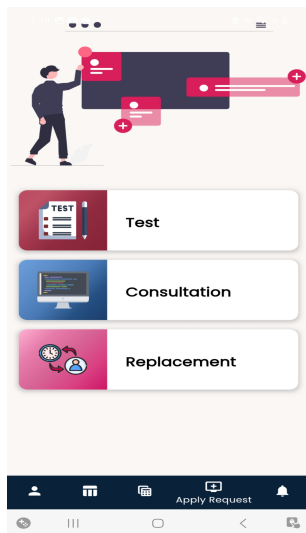 TEST
Test
Consultation
Replacement
Apply Request